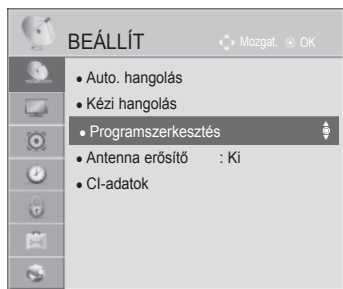 BEÁLLÍT
Mozgat. OK
• Auto. hangolás
• Kézi hangolás
• Programszerkesztés
• Antenna erősítő : Ki
• CI-adatok